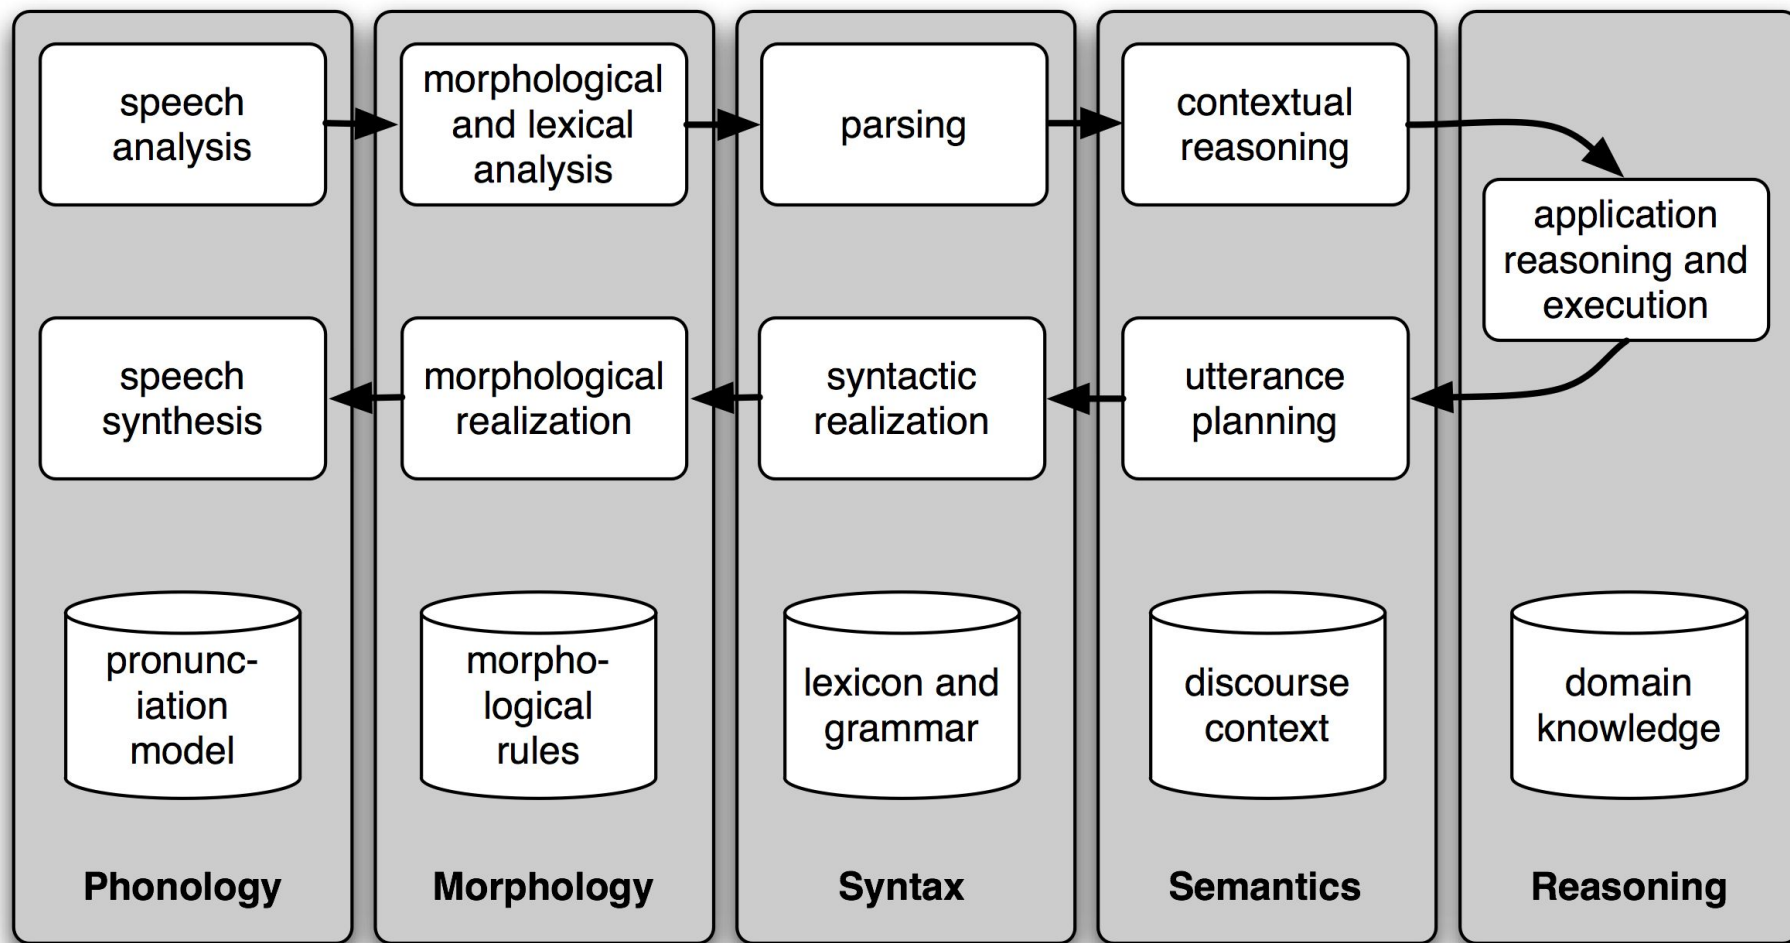 speech
analysis
morphological
and lexical
analysis
parsing
contextual
reasoning
application
reasoning and
execution
speech
synthesis
morphological
realization
syntactic
realization
utterance
planning
pronunc-
iation
model
morpho-
logical
rules
lexicon and
grammar
discourse
context
domain
knowledge
Phonology
Morphology
Syntax
Semantics
Reasoning